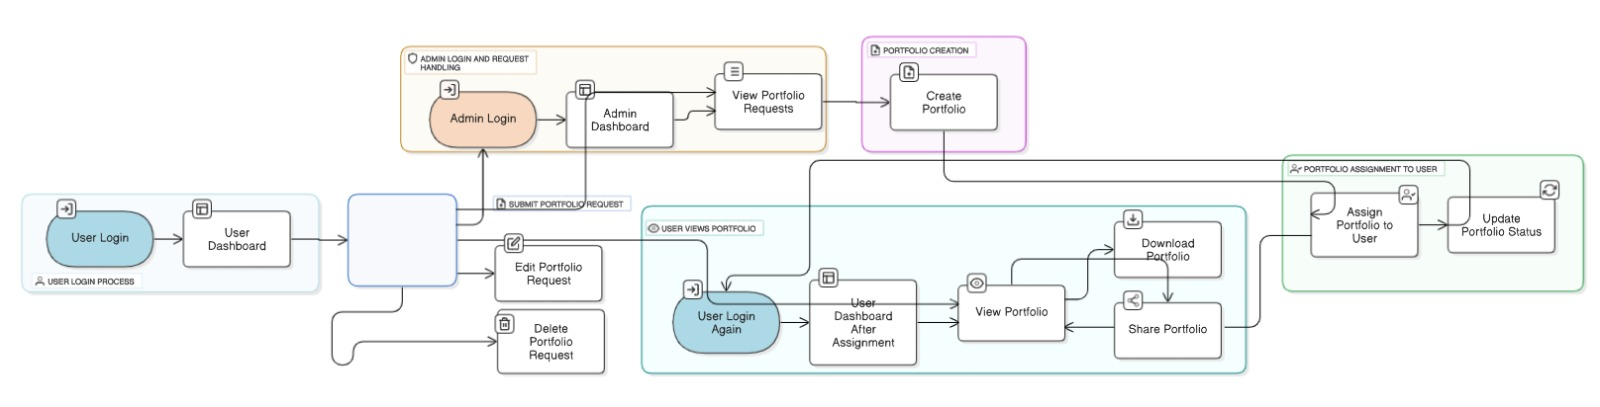 ADMIN LOGIN AND REQUEST
HANDLING
Admin Login
Admin
Dashboard
View Portfolio
Requests
PORTFOLIO CREATION
Create
Portfolio
User Login
User
Dashboard
USER LOGIN PROCESS
SUBMIT PORTFOLIO REQUEST
Edit Portfolio
Request
Delete
Portfolio
Request
USER VIEWS PORTFOLIO
User Login
Again
User
Dashboard
After
Assignment
View Portfolio
Download
Portfolio
Share Portfolio
PORTFOLIO ASSIGNMENT TO USER
Assign
Portfolio to
User
Update
Portfolio Status